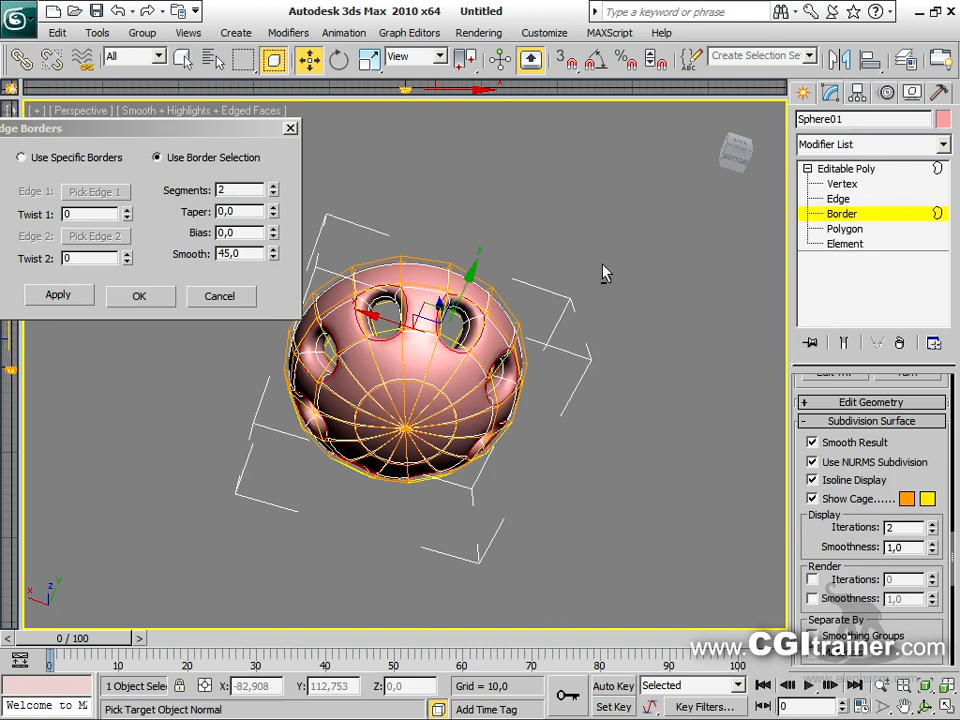 Autodesk 3ds Max 2010 x64 Untitled
Type a keyword or phrase
Edit Tools Group Views Create Modifiers Animation Graph Editors Rendering Customize MAXScript Help
All View 3 Create Selection Se
[ + ] [ Perspective ] [ Smooth + Highlights + Edged Faces ]
dge Borders
Use Specific Borders Use Border Selection
Edge 1: Pick Edge 1 Segments: 2
Twist 1: 0 Taper: 0,0
Edge 2: Pick Edge 2 Bias: 0,0
Twist 2: 0 Smooth: 45,0
Apply OK Cancel
BOTTOM
Sphere01
Modifier List
Editable Poly
Vertex
Edge
Border
Polygon
Element
Edit Geometry
Subdivision Surface
Smooth Result
Use NURMS Subdivision
Isoline Display
Show Cage......
Display
Iterations: 2
Smoothness: 1,0
Render
Iterations: 0
Smoothness: 1,0
Separate By
Smoothing Groups
www.CGItrainer.com
x y z
0 / 100
0 10 20 30 40 50 60 70 80 90 100
1 Object Selec X: -82,908 Y: 112,753 Z: 0,0 Grid = 10,0 Auto Key Selected
Welcome to M Pick Target Object Normal Add Time Tag Set Key Key Filters... 0